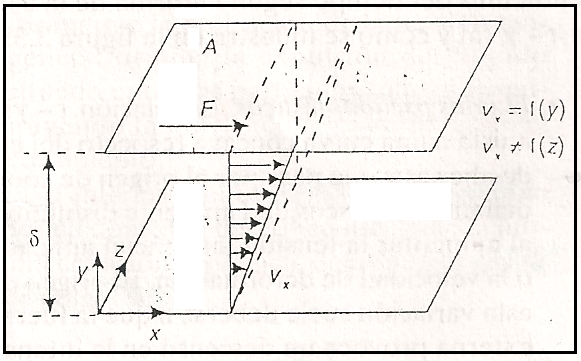 A
F
vₓ = f(y)
vₓ ≠ f(z)
δ
y
z
x
vₓ